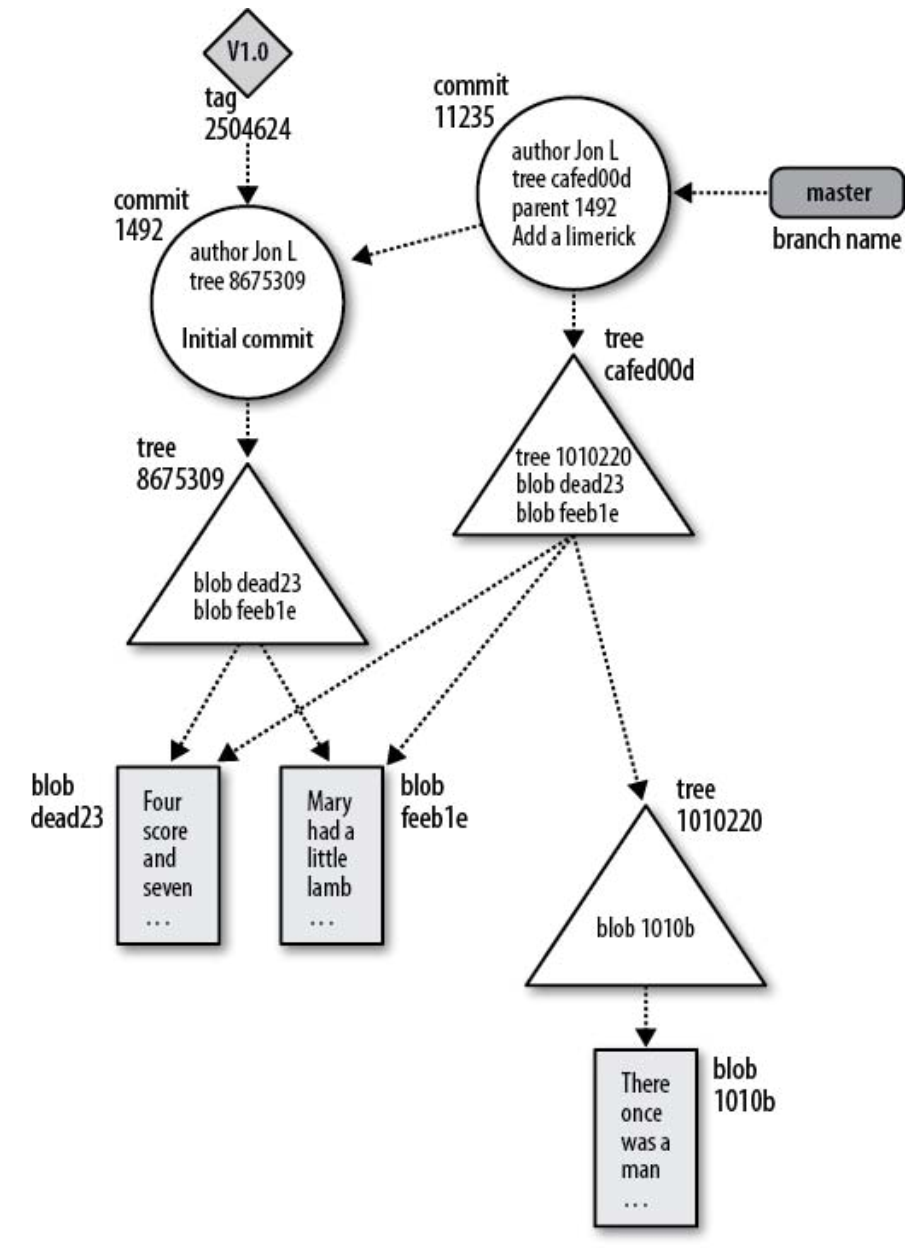 V1.0
tag
2504624
commit
11235
author Jon L
tree cafed00d
parent 1492
Add a limerick
master
branch name
commit
1492
author Jon L
tree 8675309
Initial commit
tree
cafed00d
tree 1010220
blob dead23
blob feeb1e
tree
8675309
blob dead23
blob feeb1e
blob
dead23
Four
score
and
seven
...
Mary
had a
little
lamb
...
blob
feeb1e
tree
1010220
blob 1010b
There
once
was a
man
...
blob
1010b